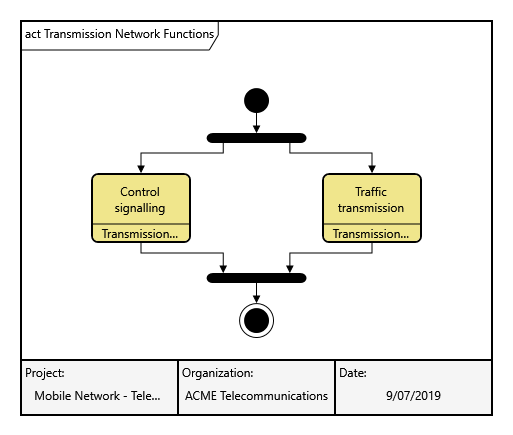 act Transmission Network Functions
Control
signalling
Transmission...
Traffic
transmission
Transmission...
Project:
Mobile Network - Tele...
Organization:
ACME Telecommunications
Date:
9/07/2019